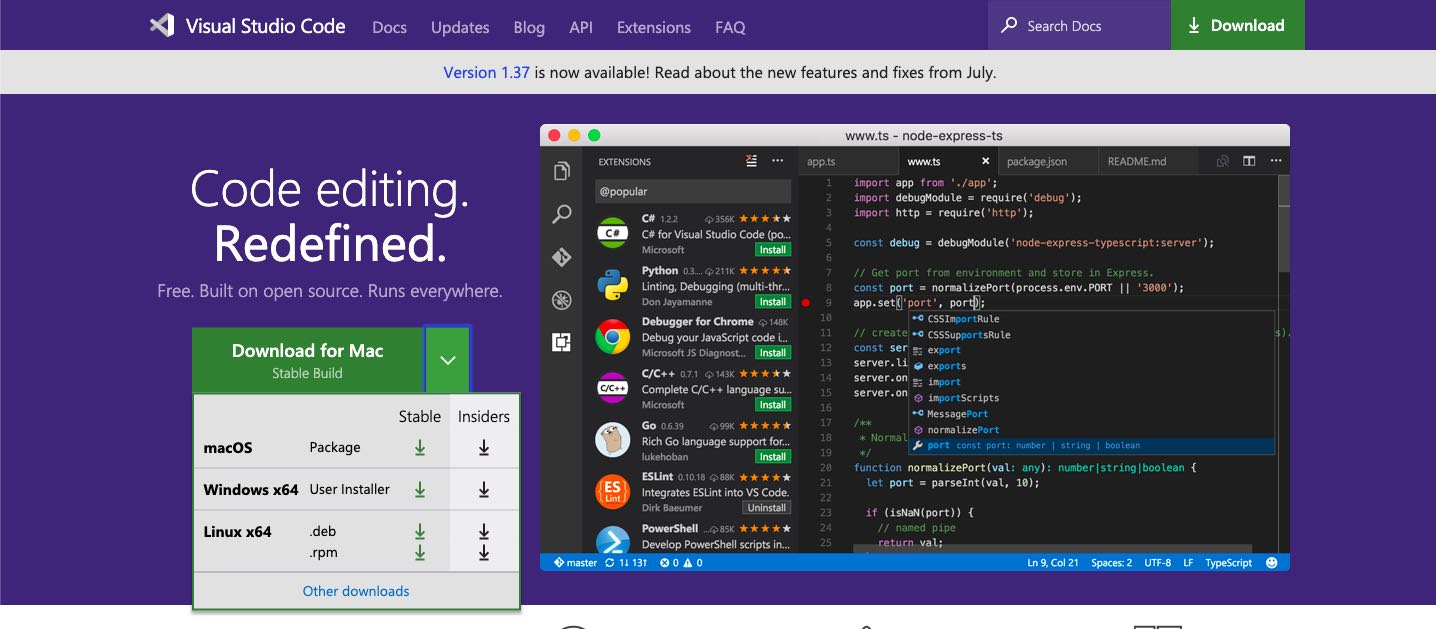 Visual Studio Code Docs Updates Blog API Extensions FAQ Search Docs Download
Version 1.37 is now available! Read about the new features and fixes from July.
Code editing.
Redefined.
Free. Built on open source. Runs everywhere.
Download for Mac
Stable Build
Stable Insiders
macOS Package
Windows x64 User Installer
Linux x64 .deb
.rpm
Other downloads
www.ts - node-express-ts
EXTENSIONS
@popular
C# 1.2.2 356K
C# for Visual Studio Code (po...
Microsoft Install
Python 0.3... 211K
Linting, Debugging (multi-thr...
Don Jayamanne Install
Debugger for Chrome 148K
Debug your JavaScript code i...
Microsoft JS Diagnost... Install
C/C++ 0.7.1 143K
Complete C/C++ language su...
Microsoft Install
Go 0.6.39 99K
Rich Go language support for...
lukehoban Install
ESLint 0.10.18 88K
Integrates ESLint into VS Code.
Dirk Baeumer Uninstall
PowerShell ... 85K
Develop PowerShell scripts in...
C#
C/C++
ES
Lint
app.ts www.ts package.json README.md
1 import app from './app';
2 import debugModule = require('debug');
3 import http = require('http');
4
5 const debug = debugModule('node-express-typescript:server');
6
7 // Get port from environment and store in Express.
8 const port = normalizePort(process.env.PORT || '3000');
9 app.set('port', port);
10
11 // create s).
12 const ser
13 server.li
14 server.on
15 server.on
16
17 /**
18 * Normal
19 */
20 function normalizePort(val: any): number|string|boolean {
21 let port = parseInt(val, 10);
22
23 if (isNaN(port)) {
24 // named pipe
25 return val;
CSSImportRule
CSSSupportsRule
export
exports
import
importScripts
MessagePort
normalizePort
port const port: number | string | boolean
master 1↓ 13↑ 0 0 Ln 9, Col 21 Spaces: 2 UTF-8 LF TypeScript